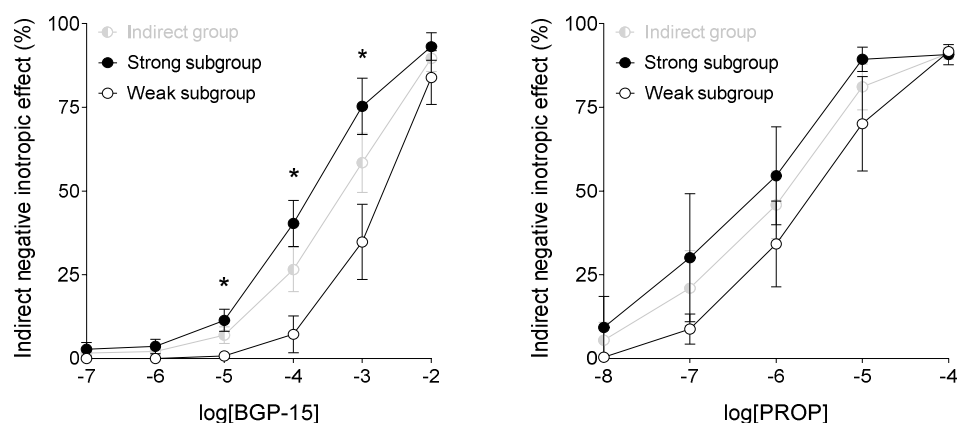 Indirect negative inotropic effect (%)
100
75
50
25
0
Indirect group
Strong subgroup
Weak subgroup
*
*
*
-7
-6
-5
-4
-3
-2
log[BGP-15]
Indirect negative inotropic effect (%)
100
75
50
25
0
Indirect group
Strong subgroup
Weak subgroup
-8
-7
-6
-5
-4
log[PROP]